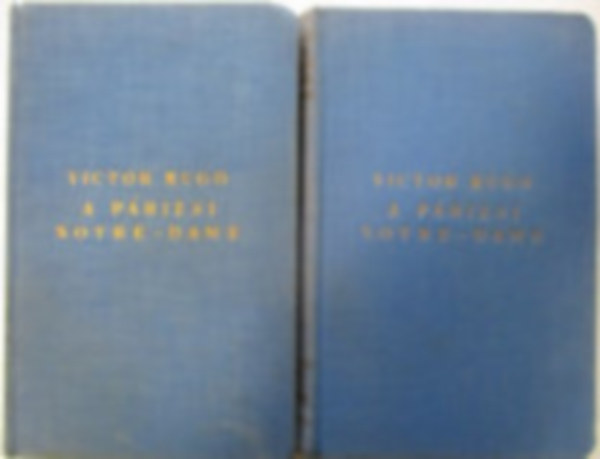 VICTOR HUGO
A PÁRIZSI
NOTRE-DAME
VICTOR HUGO
A PÁRIZSI
NOTRE-DAME